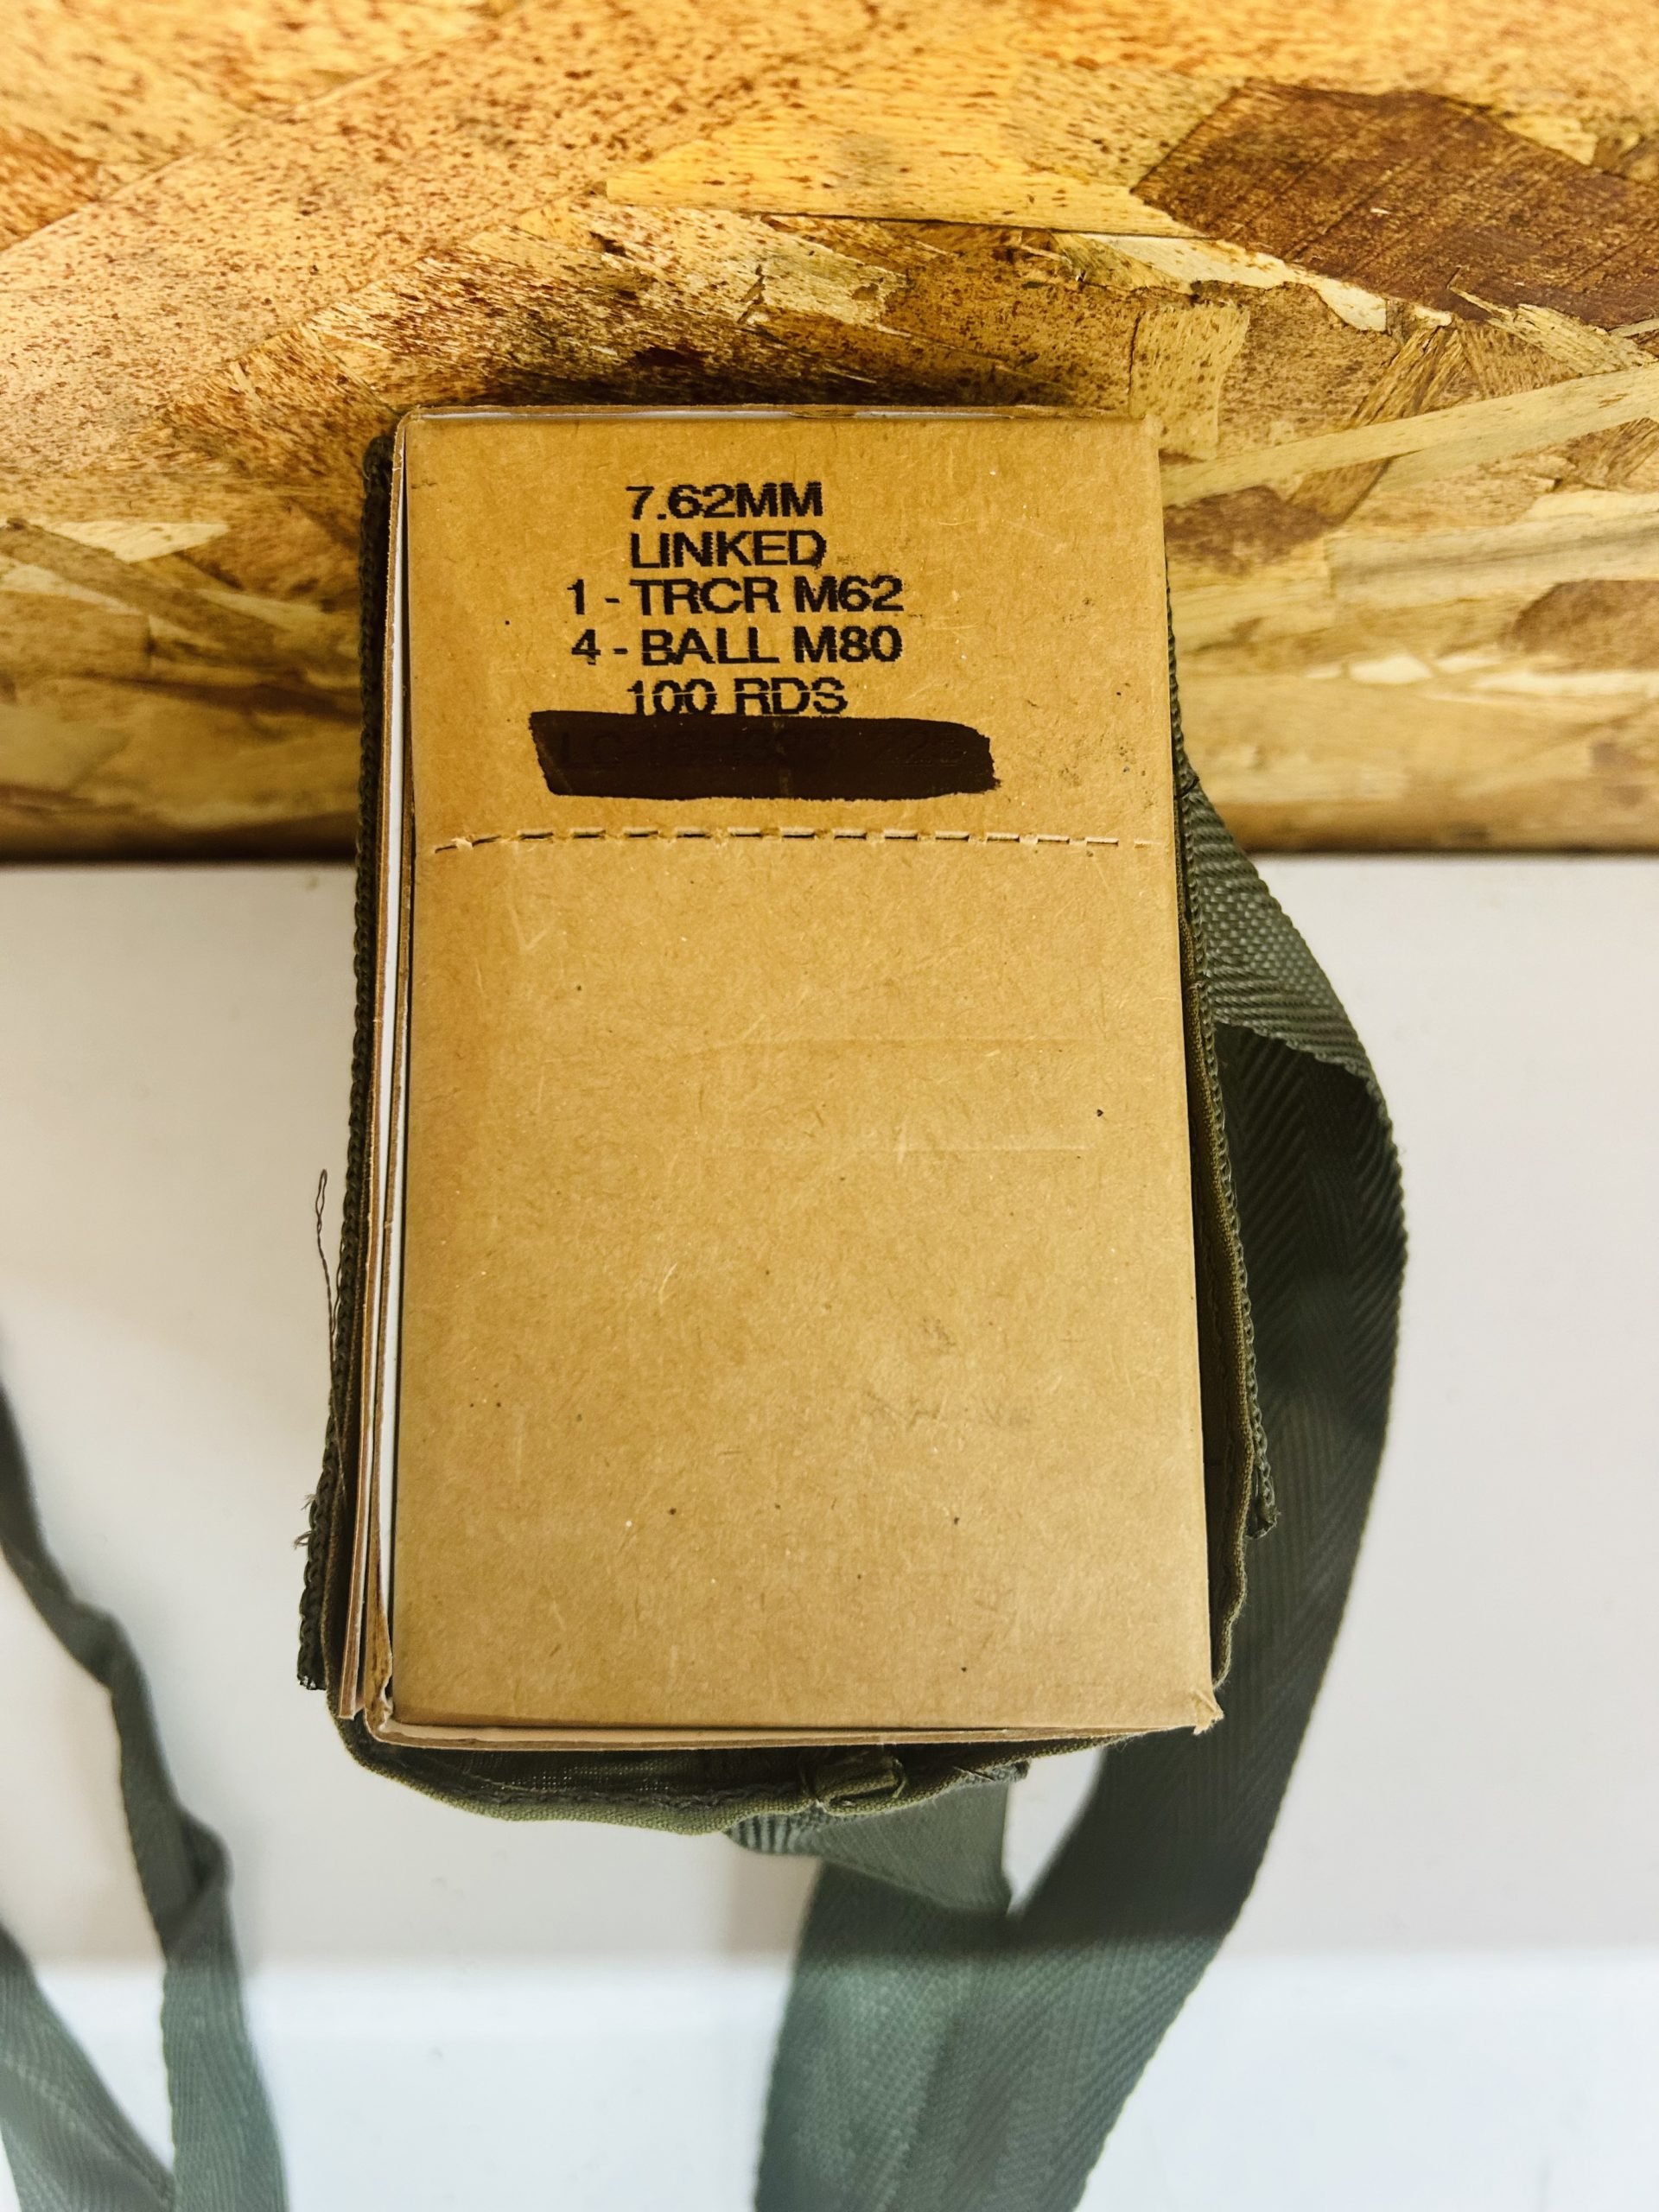 7.62MM
LINKED
1 - TRCR M62
4 - BALL M80
100 RDS